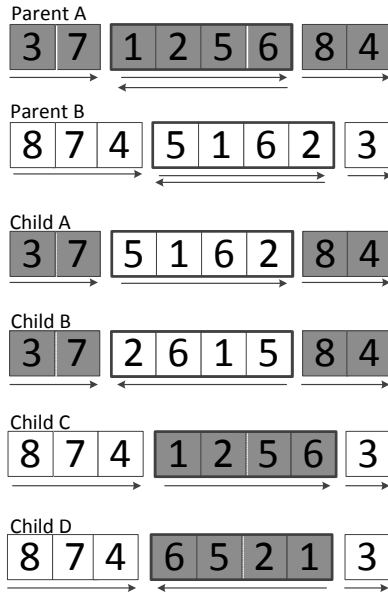 Parent A
3 7 1 2 5 6 8 4
Parent B
8 7 4 5 1 6 2 3
Child A
3 7 5 1 6 2 8 4
Child B
3 7 2 6 1 5 8 4
Child C
8 7 4 1 2 5 6 3
Child D
8 7 4 6 5 2 1 3